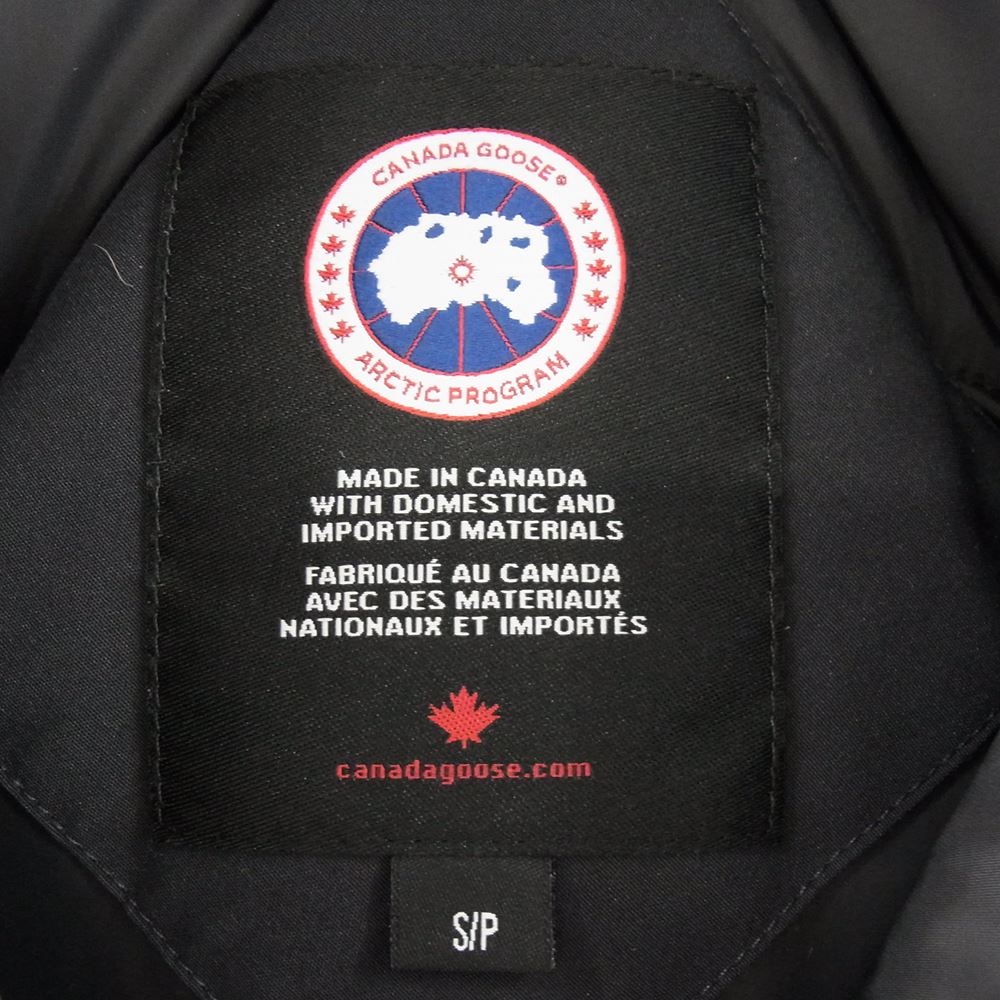 CANADA GOOSE®
ARCTIC PROGRAM
MADE IN CANADA
WITH DOMESTIC AND
IMPORTED MATERIALS
FABRIQUÉ AU CANADA
AVEC DES MATERIAUX
NATIONAUX ET IMPORTÉS
canadagoose.com
S/P